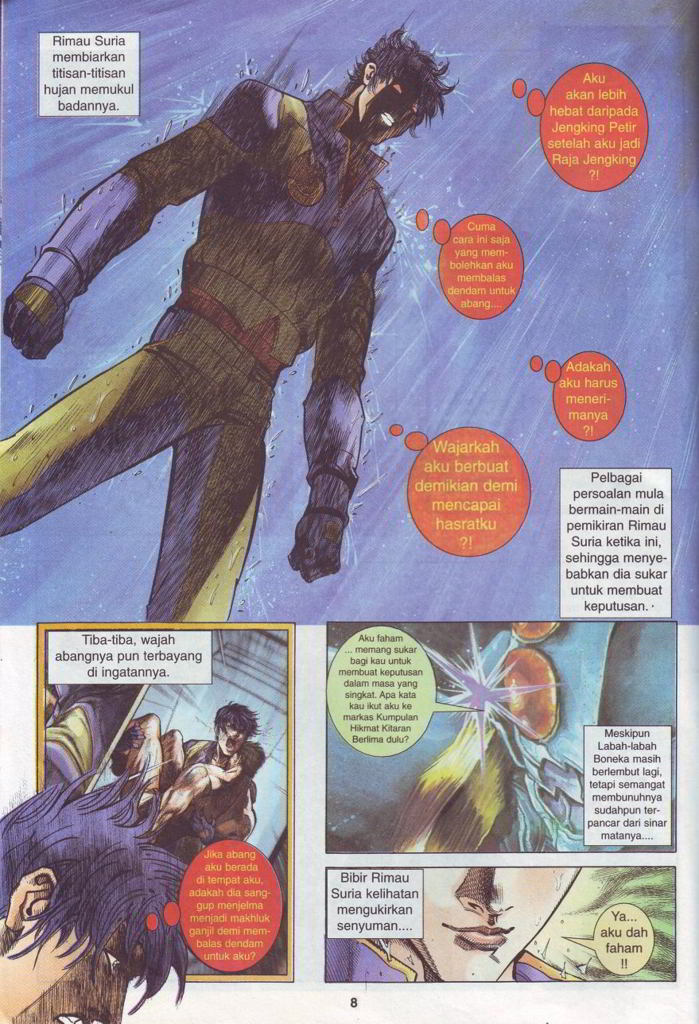 Rimau Suria
membiarkan
titisan-titisan
hujan memukul
badannya.
Aku
akan lebih
hebat daripada
Jengking Petir
setelah aku jadi
Raja Jengking
?!
Cuma
cara ini saja
yang mem-
bolehkan aku
membalas
dendam untuk
abang....
Adakah
aku harus
meneri-
manya
?!
Wajarkah
aku berbuat
demikian demi
mencapai
hasratku
?!
Pelbagai
persoalan mula
bermain-main di
pemikiran Rimau
Suria ketika ini,
sehingga menye-
babkan dia sukar
untuk membuat
keputusan.
Tiba-tiba, wajah
abangnya pun terbayang
di ingatannya.
Jika abang
aku berada
di tempat aku,
adakah dia sang-
gup menjelma
menjadi makhluk
ganjil demi mem-
balas dendam
untuk aku?
Aku faham
... memang sukar
bagi kau untuk
membuat keputusan
dalam masa yang
singkat. Apa kata
kau ikut aku ke
markas Kumpulan
Hikmat Kitaran
Berlima dulu?
Meskipun
Labah-labah
Boneka masih
berlembut lagi,
tetapi semangat
membunuhnya
sudahpun ter-
pancar dari sinar
matanya....
Bibir Rimau
Suria kelihatan
mengukirkan
senyuman....
Ya...
aku dah
faham
!!
8